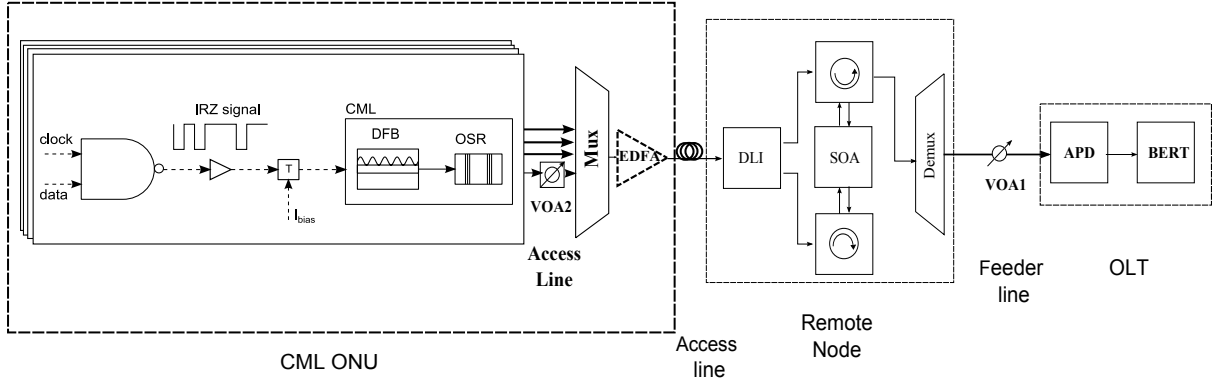 IRZ signal
clock
data
T
I bias
CML
DFB
OSR
VOA2
Access
Line
Mux
EDFA
CML ONU
Access
line
DLI
SOA
Demux
Remote
Node
VOA1
Feeder
line
APD
BERT
OLT